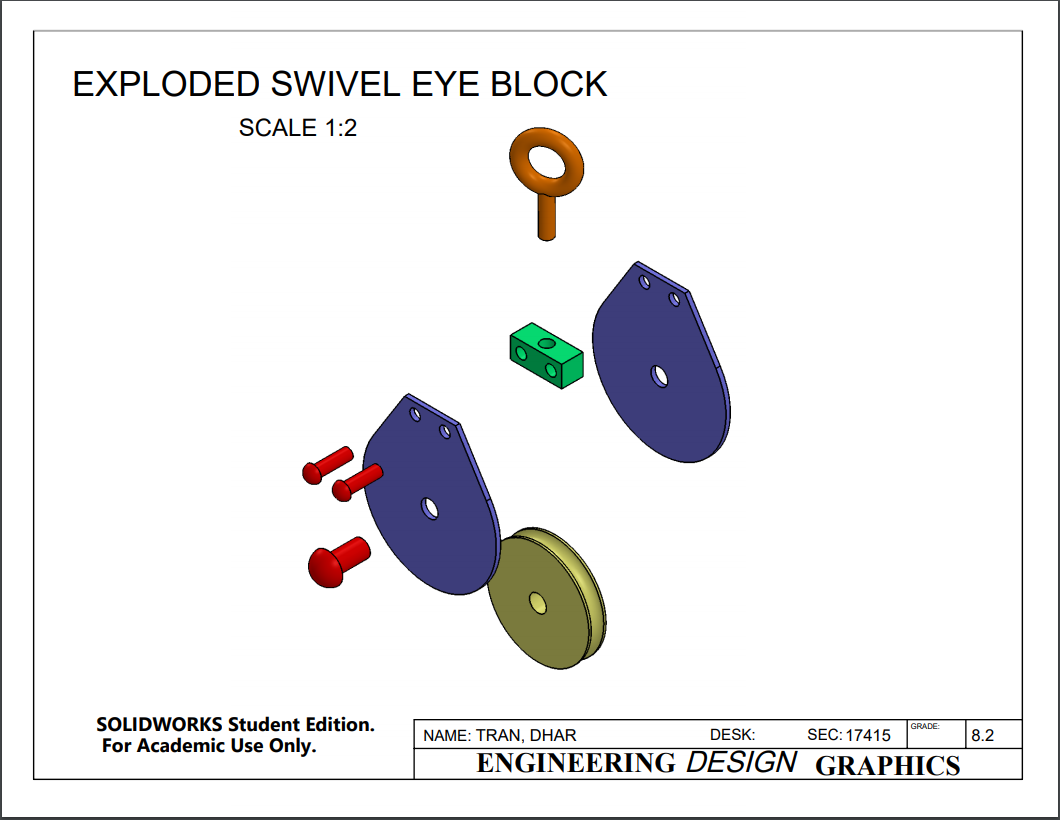 EXPLODED SWIVEL EYE BLOCK
SCALE 1:2
SOLIDWORKS Student Edition.
For Academic Use Only.
NAME: TRAN, DHAR DESK: SEC: 17415 GRADE: 8.2
ENGINEERING DESIGN GRAPHICS